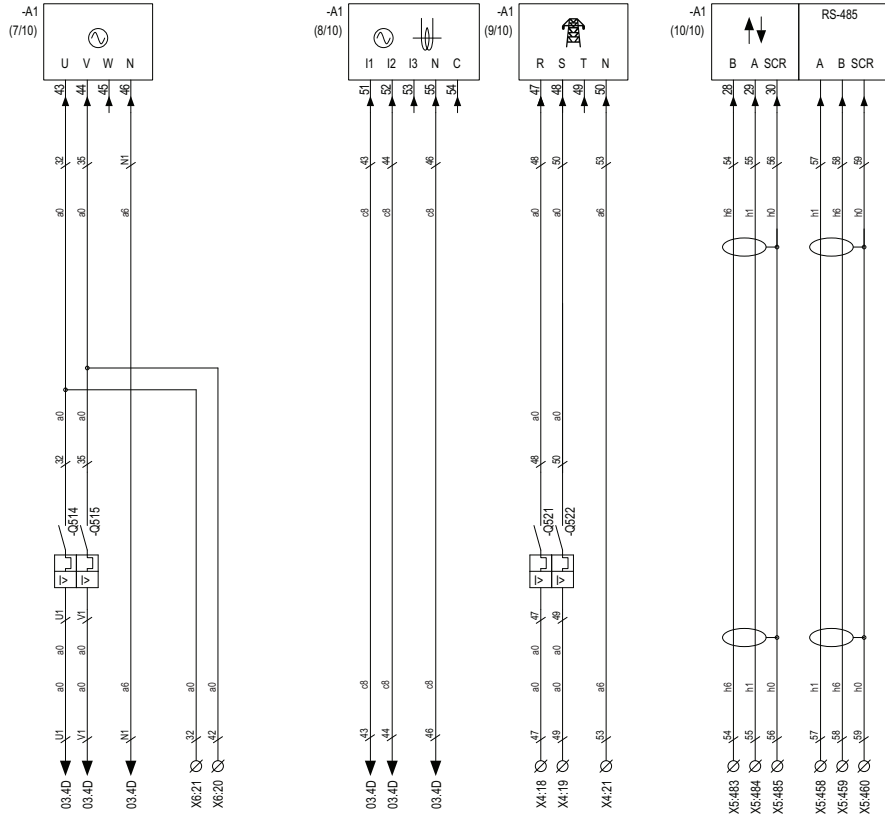 -A1
(7/10)
U V W N
43 44 45 46
32 35 N1
a0 a0 a6
a0 a0
32 35
-Q514 -Q515
I> I>
U1 V1
a0 a0
a0 a0 a6 a0 a0
U1 V1 N1 32 42
03.4D 03.4D 03.4D X6:21 X6:20
-A1
(8/10)
I1 I2 I3 N C
51 52 53 55 54
43 44 46
c8 c8 c8
c8 c8 c8
43 44 46
03.4D 03.4D 03.4D
-A1
(9/10)
R S T N
47 48 49 50
48 50 53
a0 a0 a6
a0 a0
48 50
-Q521 -Q522
I> I>
47 49
a0 a0
a0 a0 a6
47 49 53
X4:18 X4:19 X4:21
-A1
(10/10)
RS-485
B A SCR A B SCR
28 29 30
54 55 56 57 58 59
h6 h1 h0 h1 h6 h0
h6 h1 h0 h1 h6 h0
54 55 56 57 58 59
X5:483 X5:484 X5:485 X5:458 X5:459 X5:460